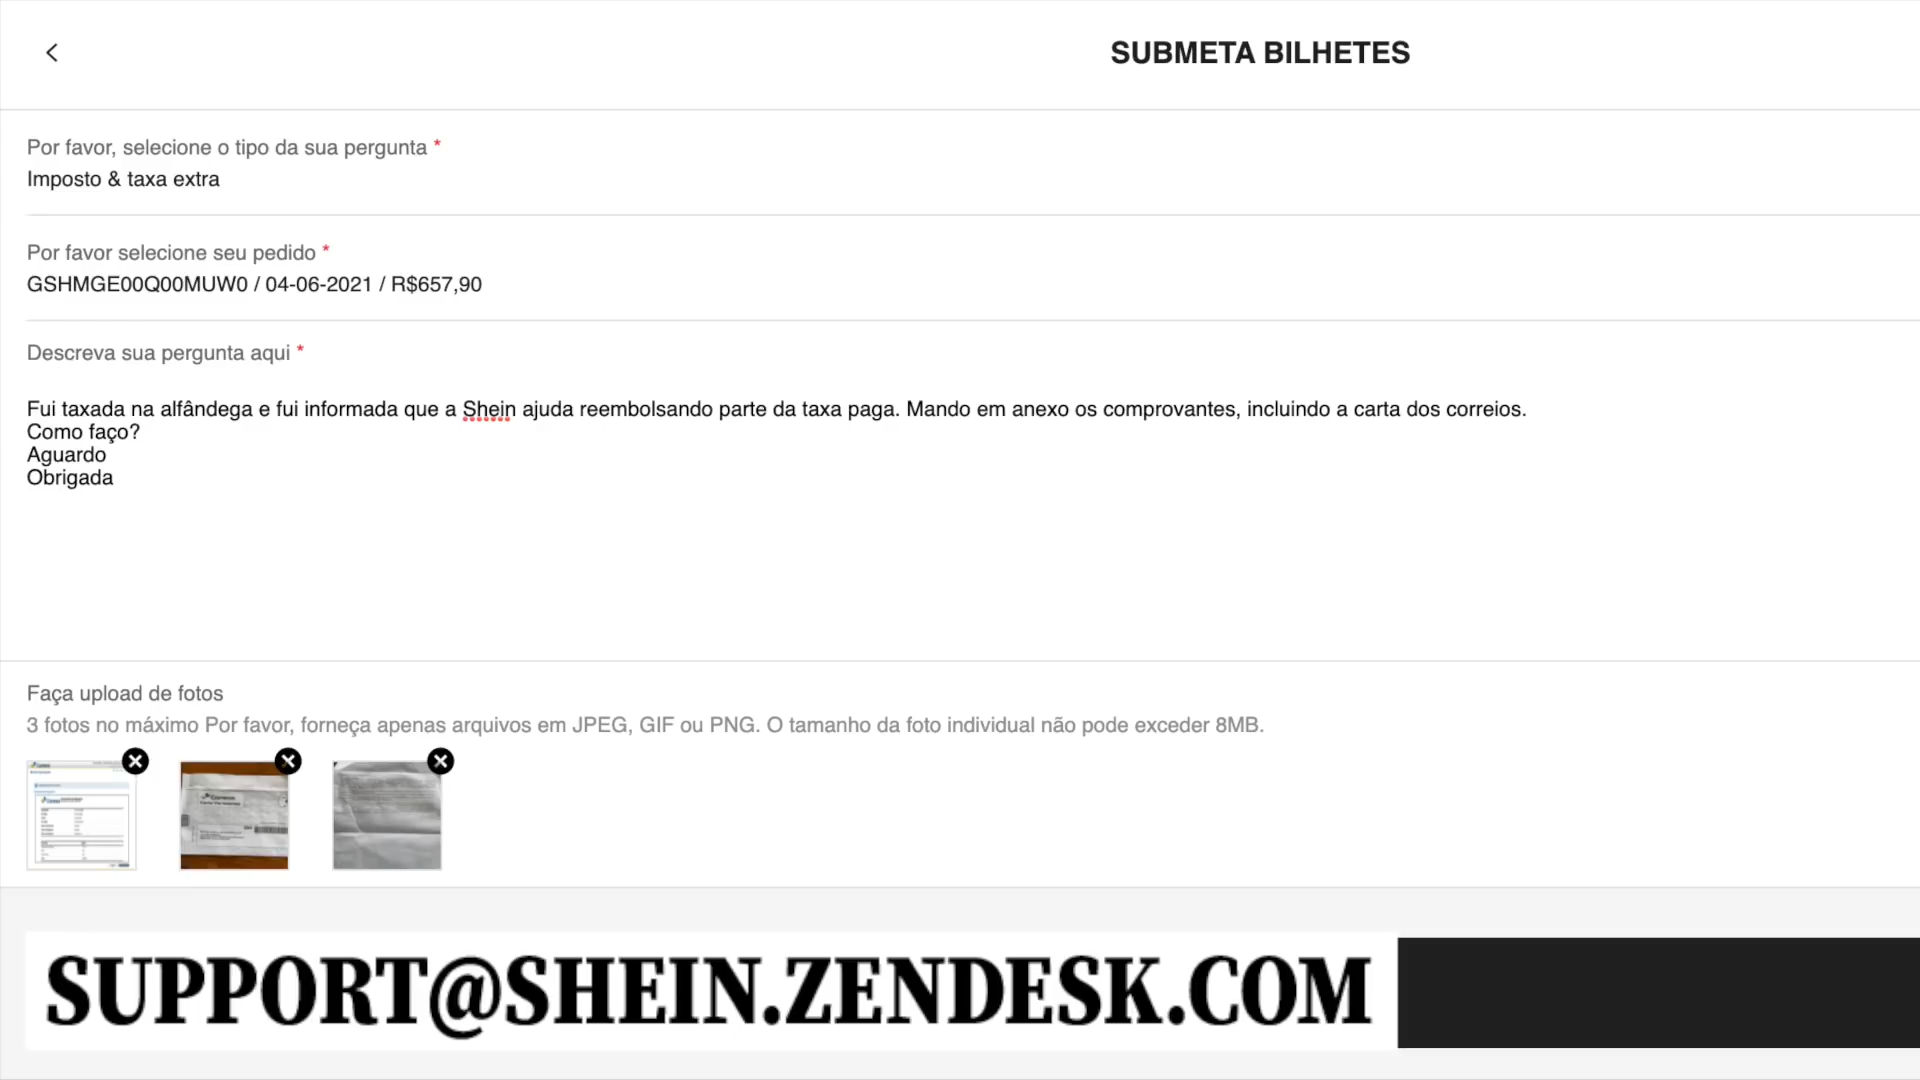 SUBMETA BILHETES
Por favor, selecione o tipo da sua pergunta *
Imposto & taxa extra
Por favor selecione seu pedido *
GSHMGE00Q00MUW0 / 04-06-2021 / R$657,90
Descreva sua pergunta aqui *
Fui taxada na alfândega e fui informada que a Shein ajuda reembolsando parte da taxa paga. Mando em anexo os comprovantes, incluindo a carta dos correios.
Como faço?
Aguardo
Obrigada
Faça upload de fotos
3 fotos no máximo Por favor, forneça apenas arquivos em JPEG, GIF ou PNG. O tamanho da foto individual não pode exceder 8MB.
SUPPORT@SHEIN.ZENDESK.COM